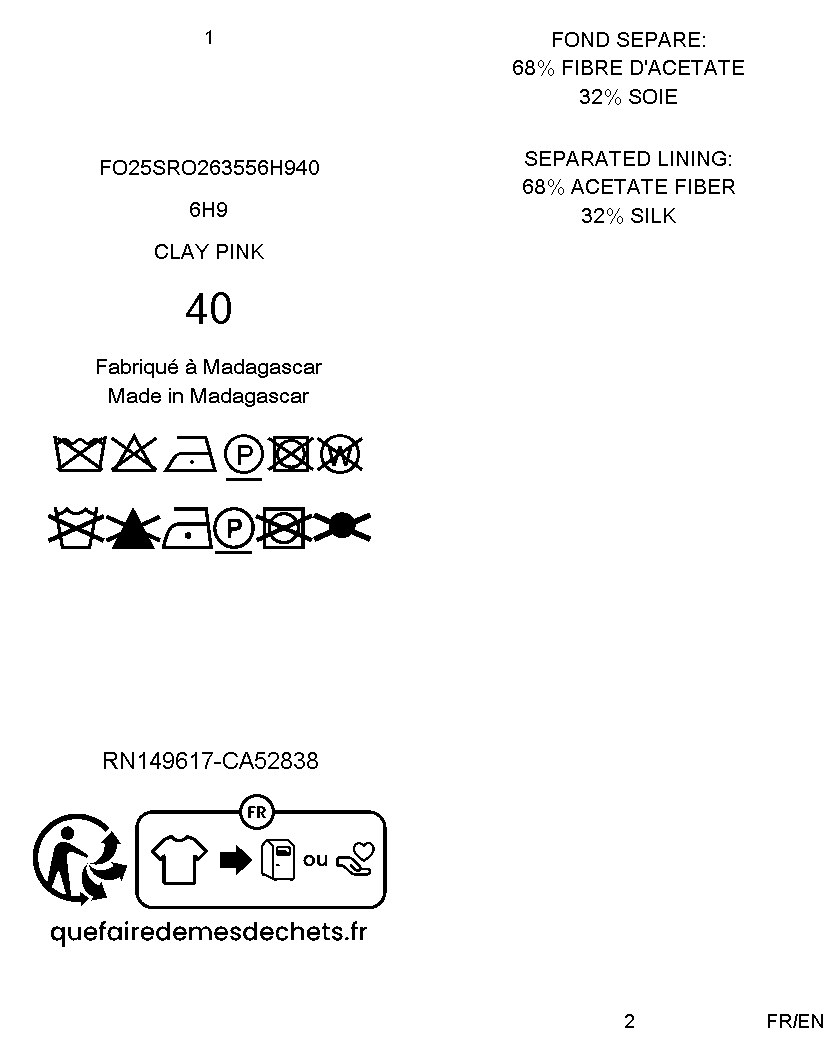 1
FO25SRO263556H940
6H9
CLAY PINK
40
Fabriqué à Madagascar
Made in Madagascar
P
W
P
RN149617-CA52838
FR
ou
quefairedemesdechets.fr
FOND SEPARE:
68% FIBRE D'ACETATE
32% SOIE
SEPARATED LINING:
68% ACETATE FIBER
32% SILK
2
FR/EN